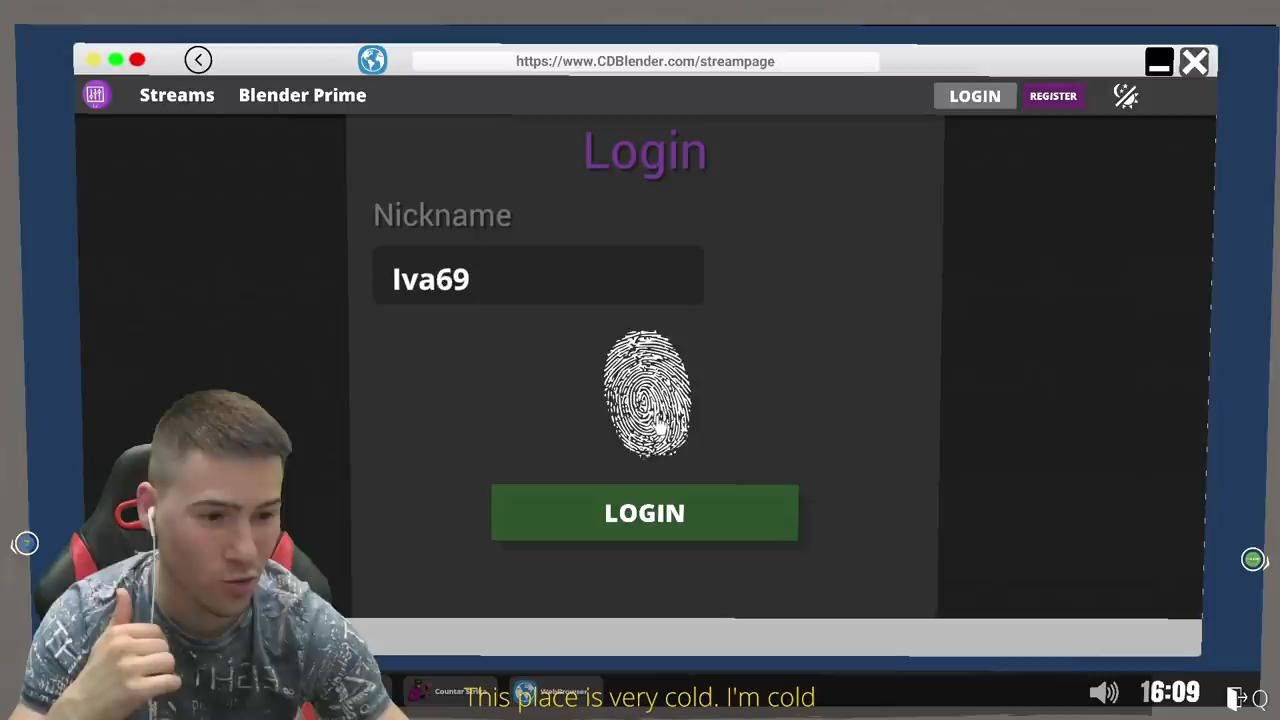 https://www.CDBlender.com/streampage
Streams
Blender Prime
LOGIN
REGISTER
Login
Nickname
Iva69
LOGIN
This place is very cold. I'm cold
16:09
Q